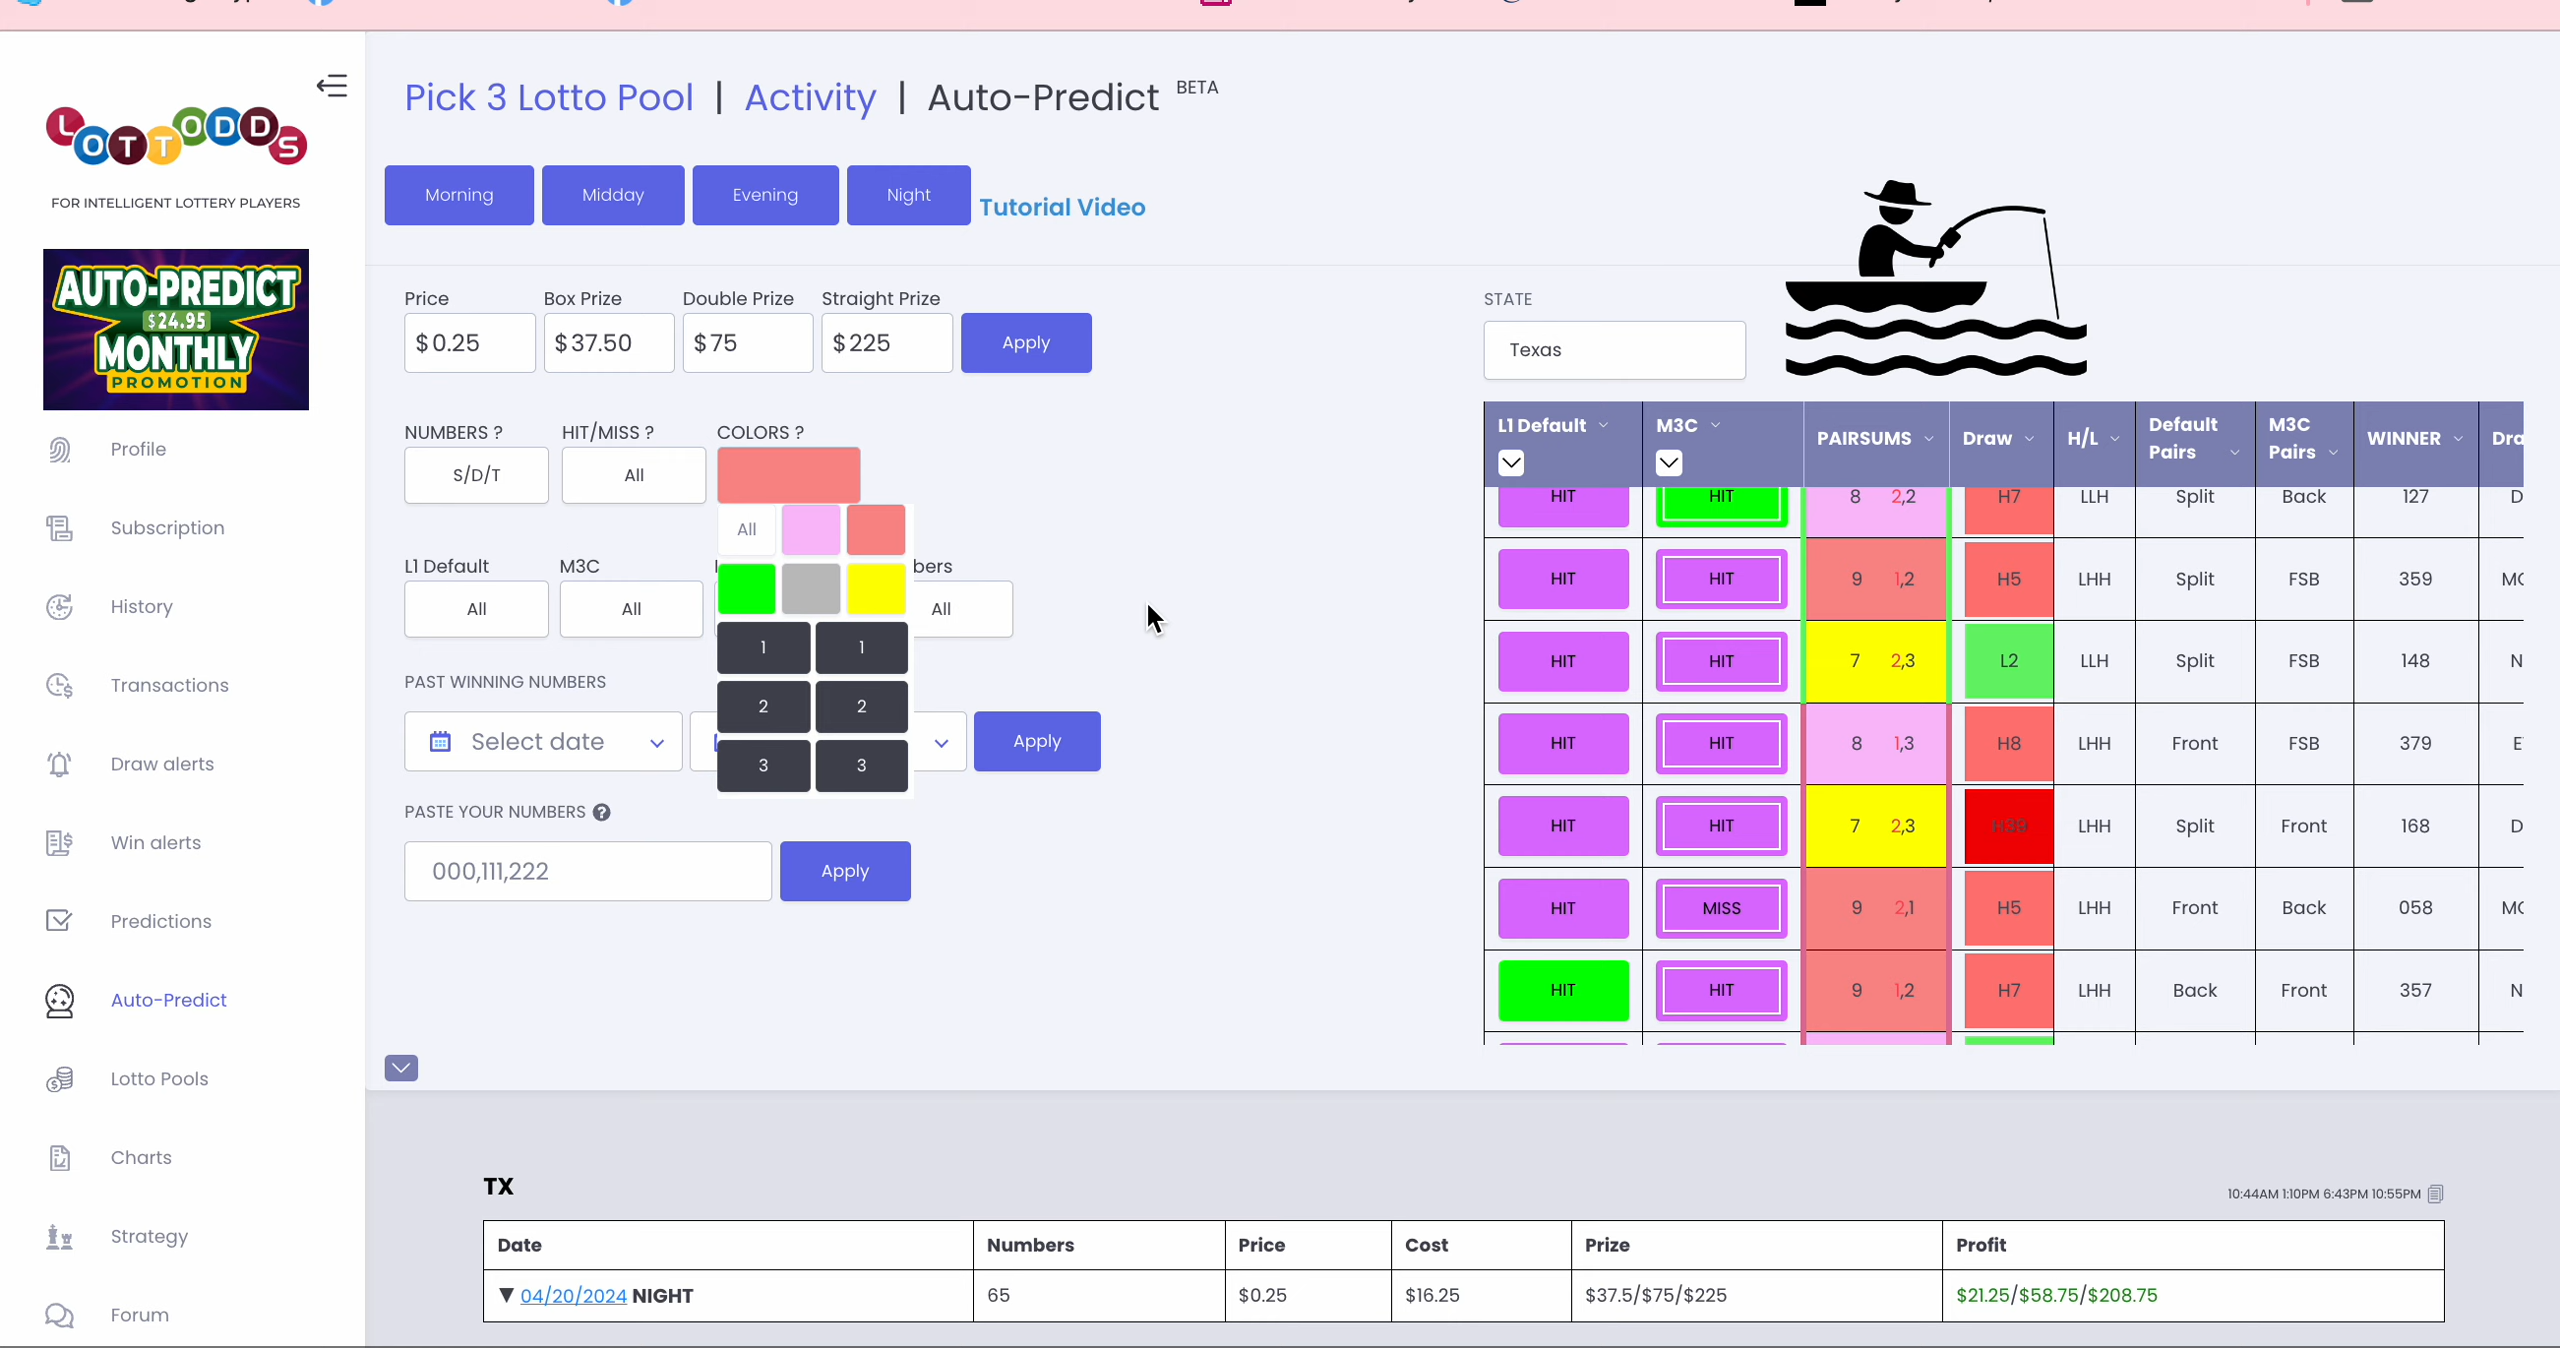 Pick 3 Lotto Pool | Activity | Auto-Predict BETA
LOTTODDS
FOR INTELLIGENT LOTTERY PLAYERS
Morning Midday Evening Night Tutorial Video
AUTO-PREDICT
$24.95
MONTHLY
PROMOTION
Profile
Subscription
History
Transactions
Draw alerts
Win alerts
Predictions
Auto-Predict
Lotto Pools
Charts
Strategy
Forum
Price Box Prize Double Prize Straight Prize
$0.25 $37.50 $75 $225 Apply
NUMBERS ? HIT/MISS ? COLORS ?
S/D/T All
All
L1 Default M3C bers
All All All
1 1
2 2
3 3
PAST WINNING NUMBERS
Select date Apply
PASTE YOUR NUMBERS ?
000,111,222 Apply
STATE
Texas
L1 Default M3C PAIRSUMS Draw H/L Default Pairs M3C Pairs WINNER Dra
HIT HIT 8 2,2 H7 LLH Split Back 127 D
HIT HIT 9 1,2 H5 LHH Split FSB 359 MO
HIT HIT 7 2,3 L2 LLH Split FSB 148 N
HIT HIT 8 1,3 H8 LHH Front FSB 379 E
HIT HIT 7 2,3 H39 LHH Split Front 168 D
HIT MISS 9 2,1 H5 LHH Front Back 058 MO
HIT HIT 9 1,2 H7 LHH Back Front 357 N
TX
10:44AM 1:10PM 6:43PM 10:55PM
Date Numbers Price Cost Prize Profit
▼ 04/20/2024 NIGHT 65 $0.25 $16.25 $37.5/$75/$225 $21.25/$58.75/$208.75